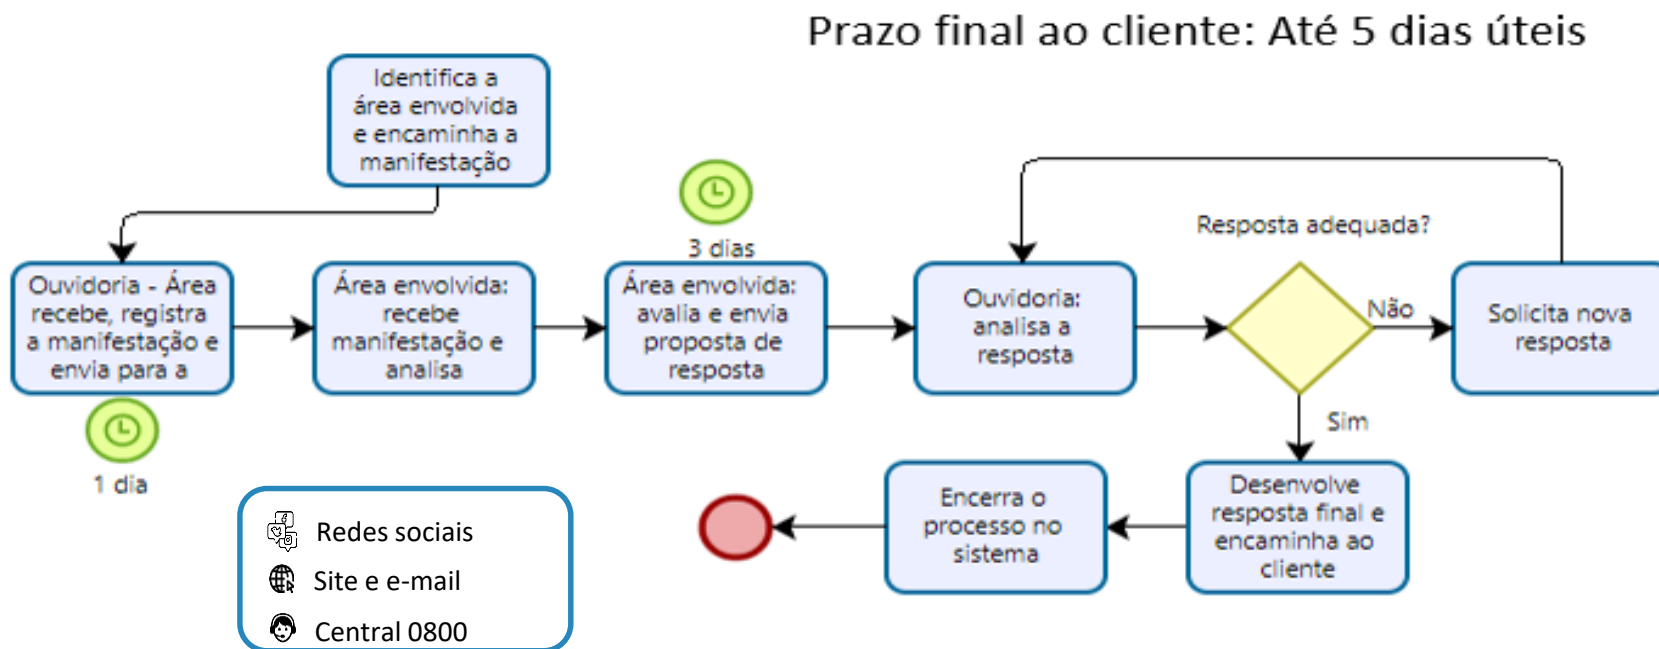 Prazo final ao cliente: Até 5 dias úteis
Identifica a
área envolvida
e encaminha a
manifestação
3 dias
Resposta adequada?
Ouvidoria - Área
recebe, registra
a manifestação e
envia para a
Área envolvida:
recebe
manifestação e
analisa
Área envolvida:
avalia e envia
proposta de
resposta
Ouvidoria:
analisa a
resposta
Não
Solicita nova
resposta
Sim
1 dia
Desenvolve
resposta final e
encaminha ao
cliente
Encerra o
processo no
sistema
Redes sociais
Site e e-mail
Central 0800